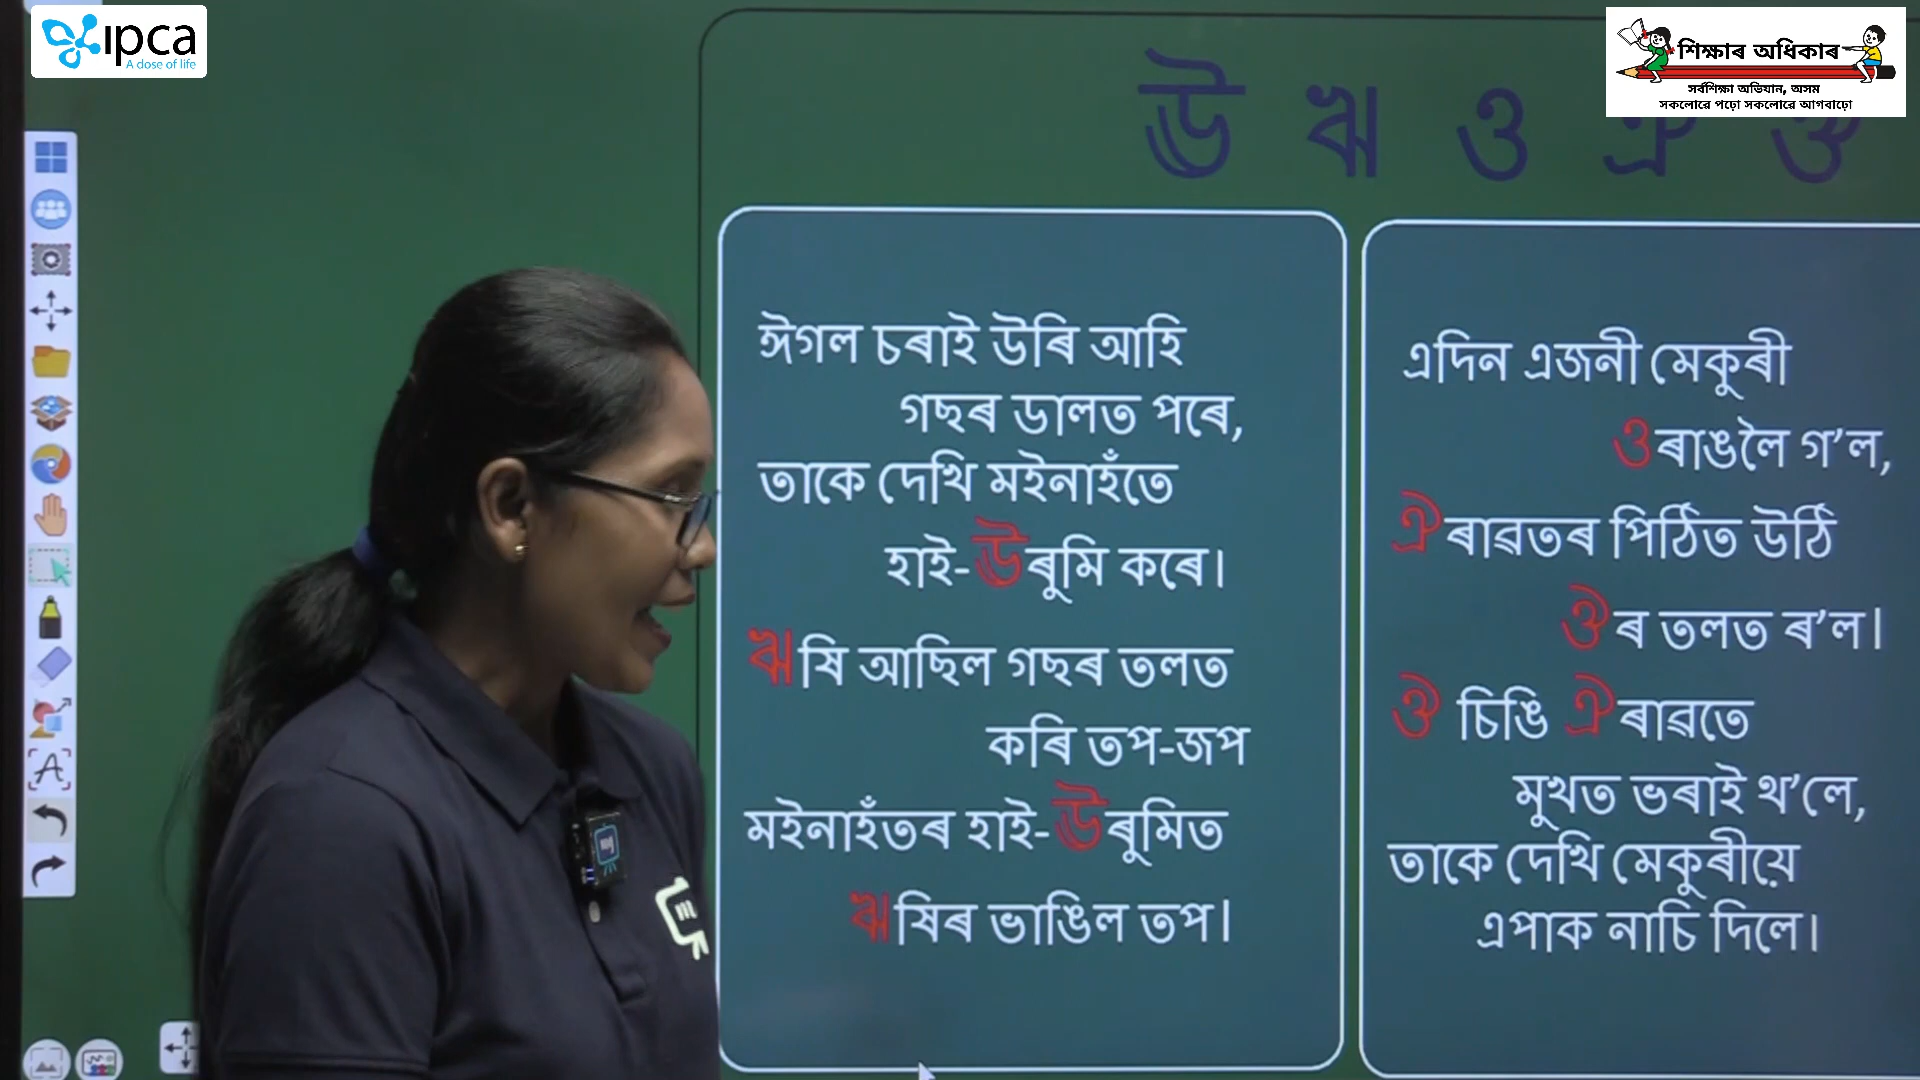 ıpca
A dose of life
শিক্ষাৰ অধিকাৰ
সৰ্বশিক্ষা অভিযান, অসম
সকলোৱে পঢ়ো সকলোৱে আগবাঢ়ো
ঊ ঋ ও ঐ ঔ
ঈগল চৰাই উৰি আহি
গছৰ ডালত পৰে,
তাকে দেখি মইনাহঁতে
হাই-ঊৰুমি কৰে।
ঋষি আছিল গছৰ তলত
কৰি তপ-জপ
মইনাহঁতৰ হাই-ঊৰুমিত
ঋষিৰ ভাঙিল তপ।
এদিন এজনী মেকুৰী
ওৰাঙলৈ গ’ল,
ঐৰাৱতৰ পিঠিত উঠি
ঔৰ তলত ৰ’ল।
ঔ চিঙি ঐৰাৱতে
মুখত ভৰাই থ’লে,
তাকে দেখি মেকুৰীয়ে
এপাক নাচি দিলে।